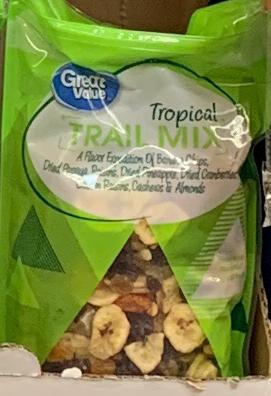 Great
Value
Tropical
TRAIL MIX
A Flavor Expedition Of Banana Chips,
Dried Papaya, Raisins, Dried Pineapple, Dried Cranberries,
Golden Raisins, Cashews & Almonds